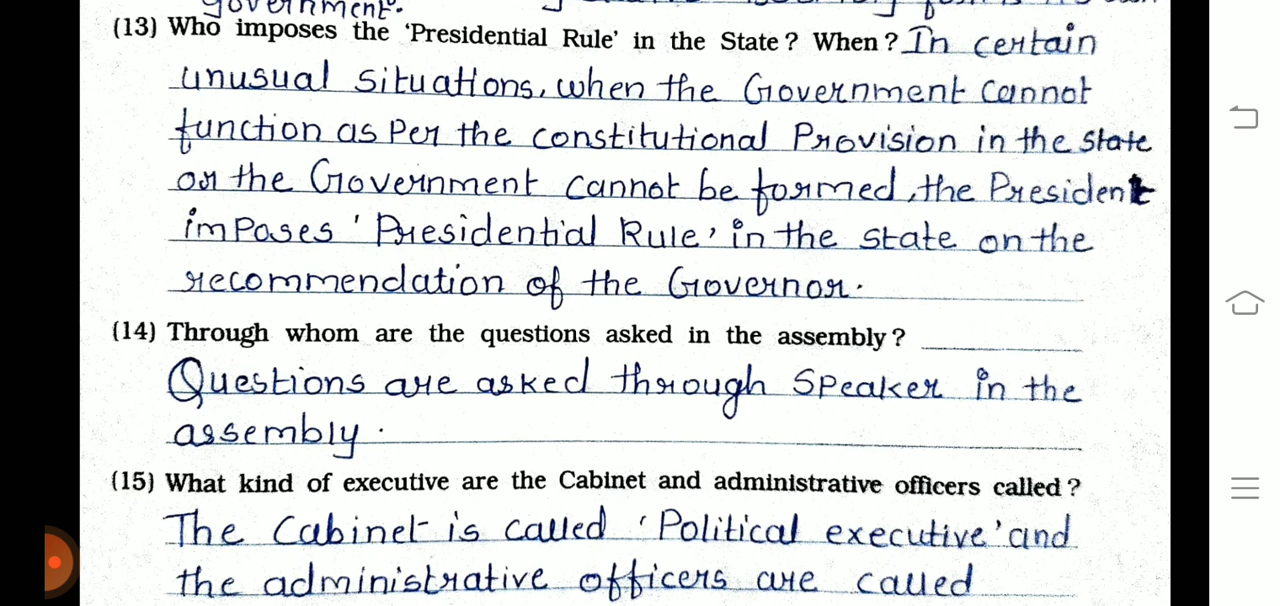 government.
(13) Who imposes the 'Presidential Rule' in the State? When? In certain
unusual situations, when the Government cannot
function as Per the constitutional Provision in the state
or the Government cannot be formed, the President
imposes 'Presidential Rule' in the state on the
recommendation of the Governor.
(14) Through whom are the questions asked in the assembly?
Questions are asked through Speaker in the
assembly.
(15) What kind of executive are the Cabinet and administrative officers called?
The Cabinet is called 'Political executive' and
the administrative officers are called